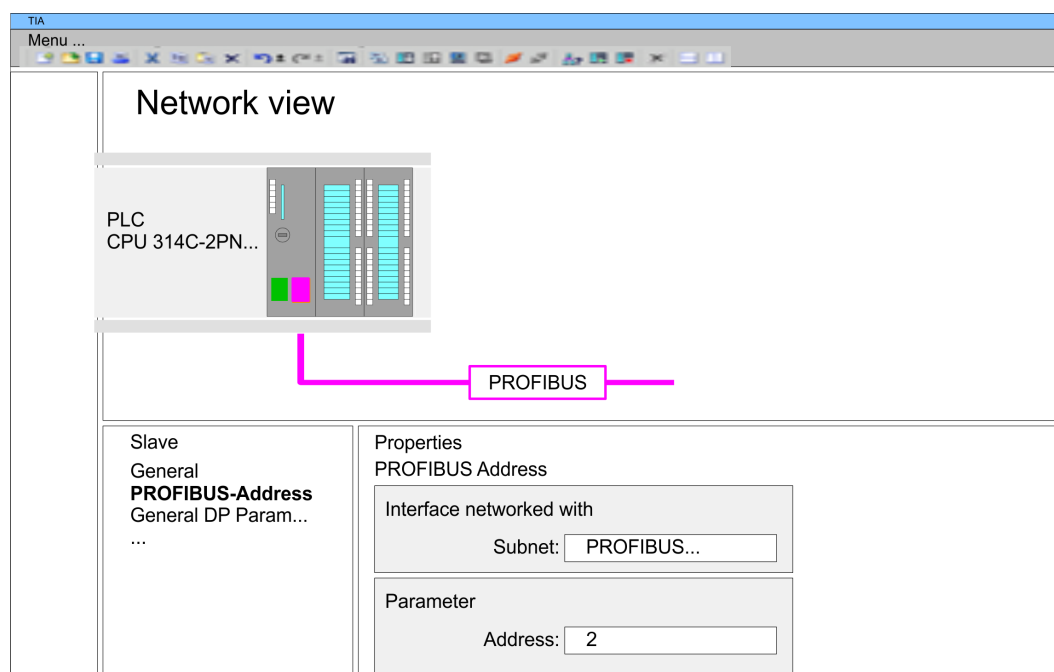 TIA
Menu ...
Network view
PLC
CPU 314C-2PN...
PROFIBUS
Slave
General
PROFIBUS-Address
General DP Param...
...
Properties
PROFIBUS Address
Interface networked with
Subnet: PROFIBUS...
Parameter
Address: 2